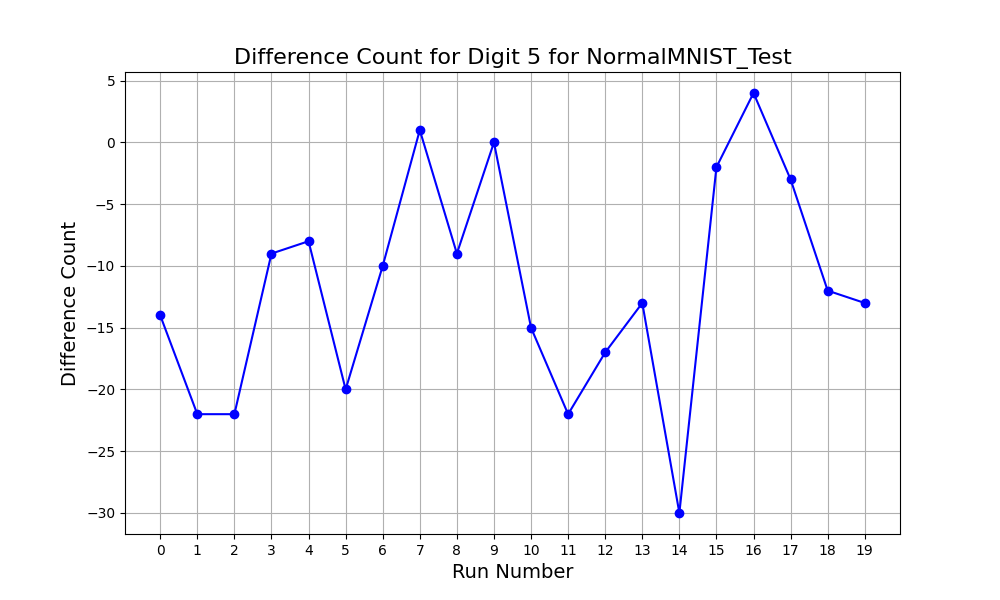 Difference Count for Digit 5 for NormalMNIST_Test
Difference Count
5
0
−5
−10
−15
−20
−25
−30
0 1 2 3 4 5 6 7 8 9 10 11 12 13 14 15 16 17 18 19
Run Number